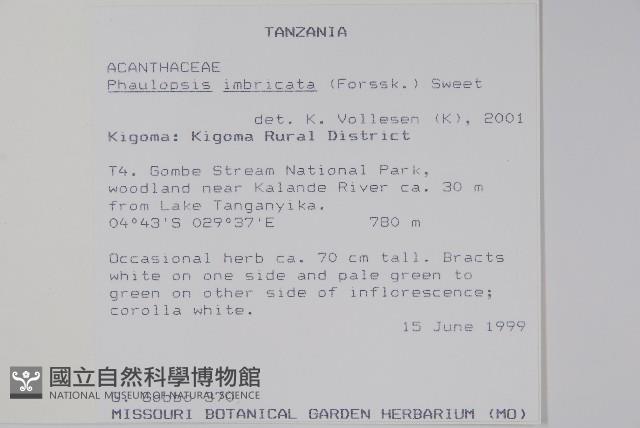 TANZANIA
ACANTHACEAE
Phaulopsis imbricata (Forssk.) Sweet
det. K. Vollesen (K), 2001
Kigoma: Kigoma Rural District
T4. Gombe Stream National Park,
woodland near Kalande River ca. 30 m
from Lake Tanganyika.
04°43'S 029°37'E 780 m
Occasional herb ca. 70 cm tall. Bracts
white on one side and pale green to
green on other side of inflorescence;
corolla white.
15 June 1999
國立自然科學博物館
NATIONAL MUSEUM OF NATURAL SCIENCE
MISSOURI BOTANICAL GARDEN HERBARIUM (MO)